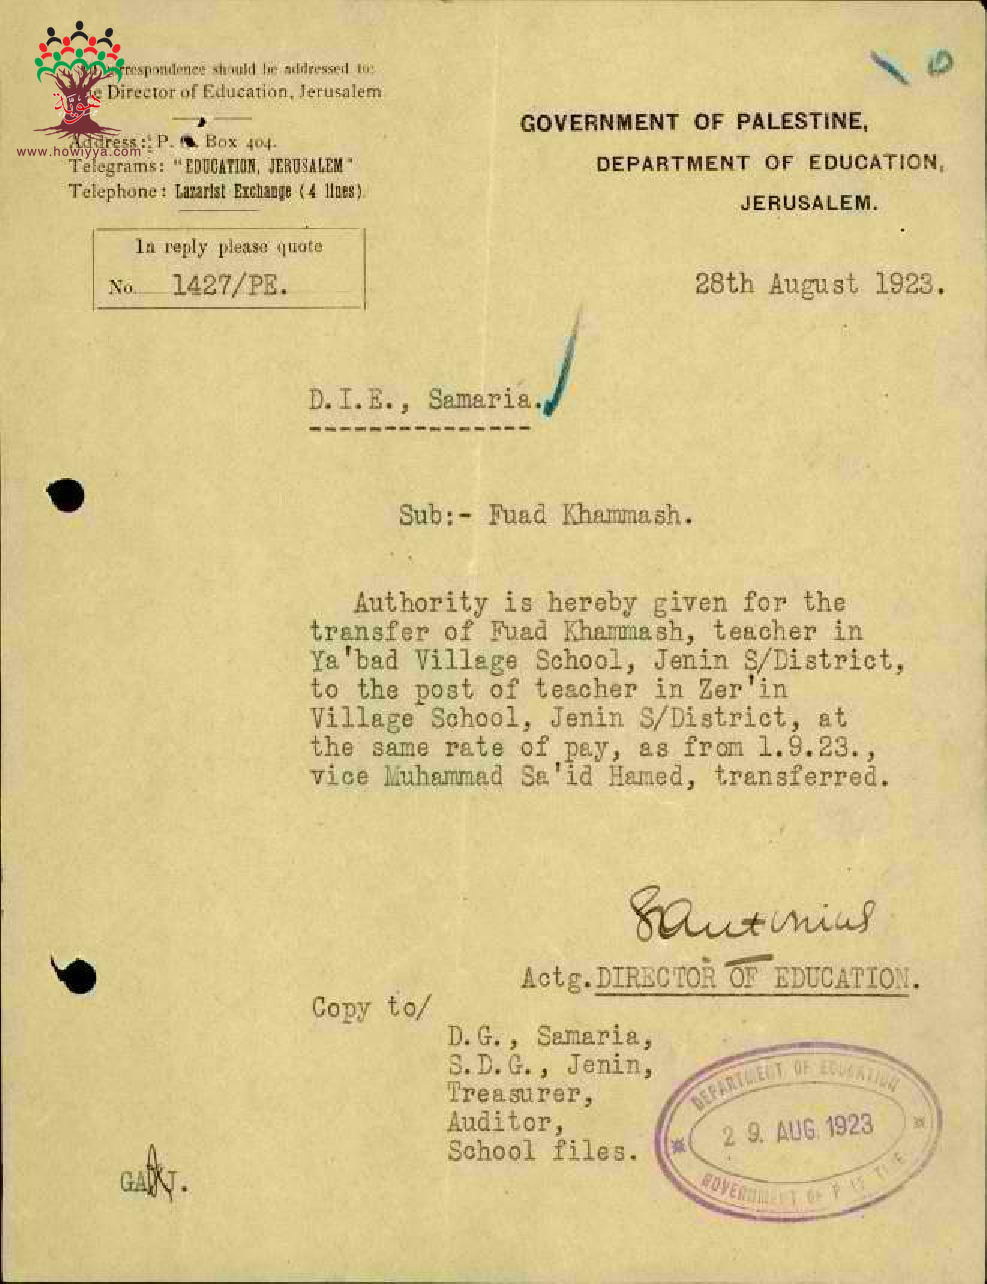 respondence should be addressed to:
Director of Education, Jerusalem
Address: P. O. Box 404.
www.howiyya.com
Telegrams: "EDUCATION, JERUSALEM"
Telephone: Lazarist Exchange (4 lines).
GOVERNMENT OF PALESTINE,
DEPARTMENT OF EDUCATION,
JERUSALEM.
In reply please quote
No. 1427/PE.
28th August 1923.
D.I.E., Samaria.
Sub:- Fuad Khammash.
Authority is hereby given for the
transfer of Fuad Khammash, teacher in
Ya'bad Village School, Jenin S/District,
to the post of teacher in Zer'in
Village School, Jenin S/District, at
the same rate of pay, as from 1.9.23.,
vice Muhammad Sa'id Hamed, transferred.
Antonius
Actg. DIRECTOR OF EDUCATION.
Copy to/
D.G., Samaria,
S.D.G., Jenin,
Treasurer,
Auditor,
School files.
DEPARTMENT OF EDUCATION
29. AUG. 1923
GOVERNMENT OF